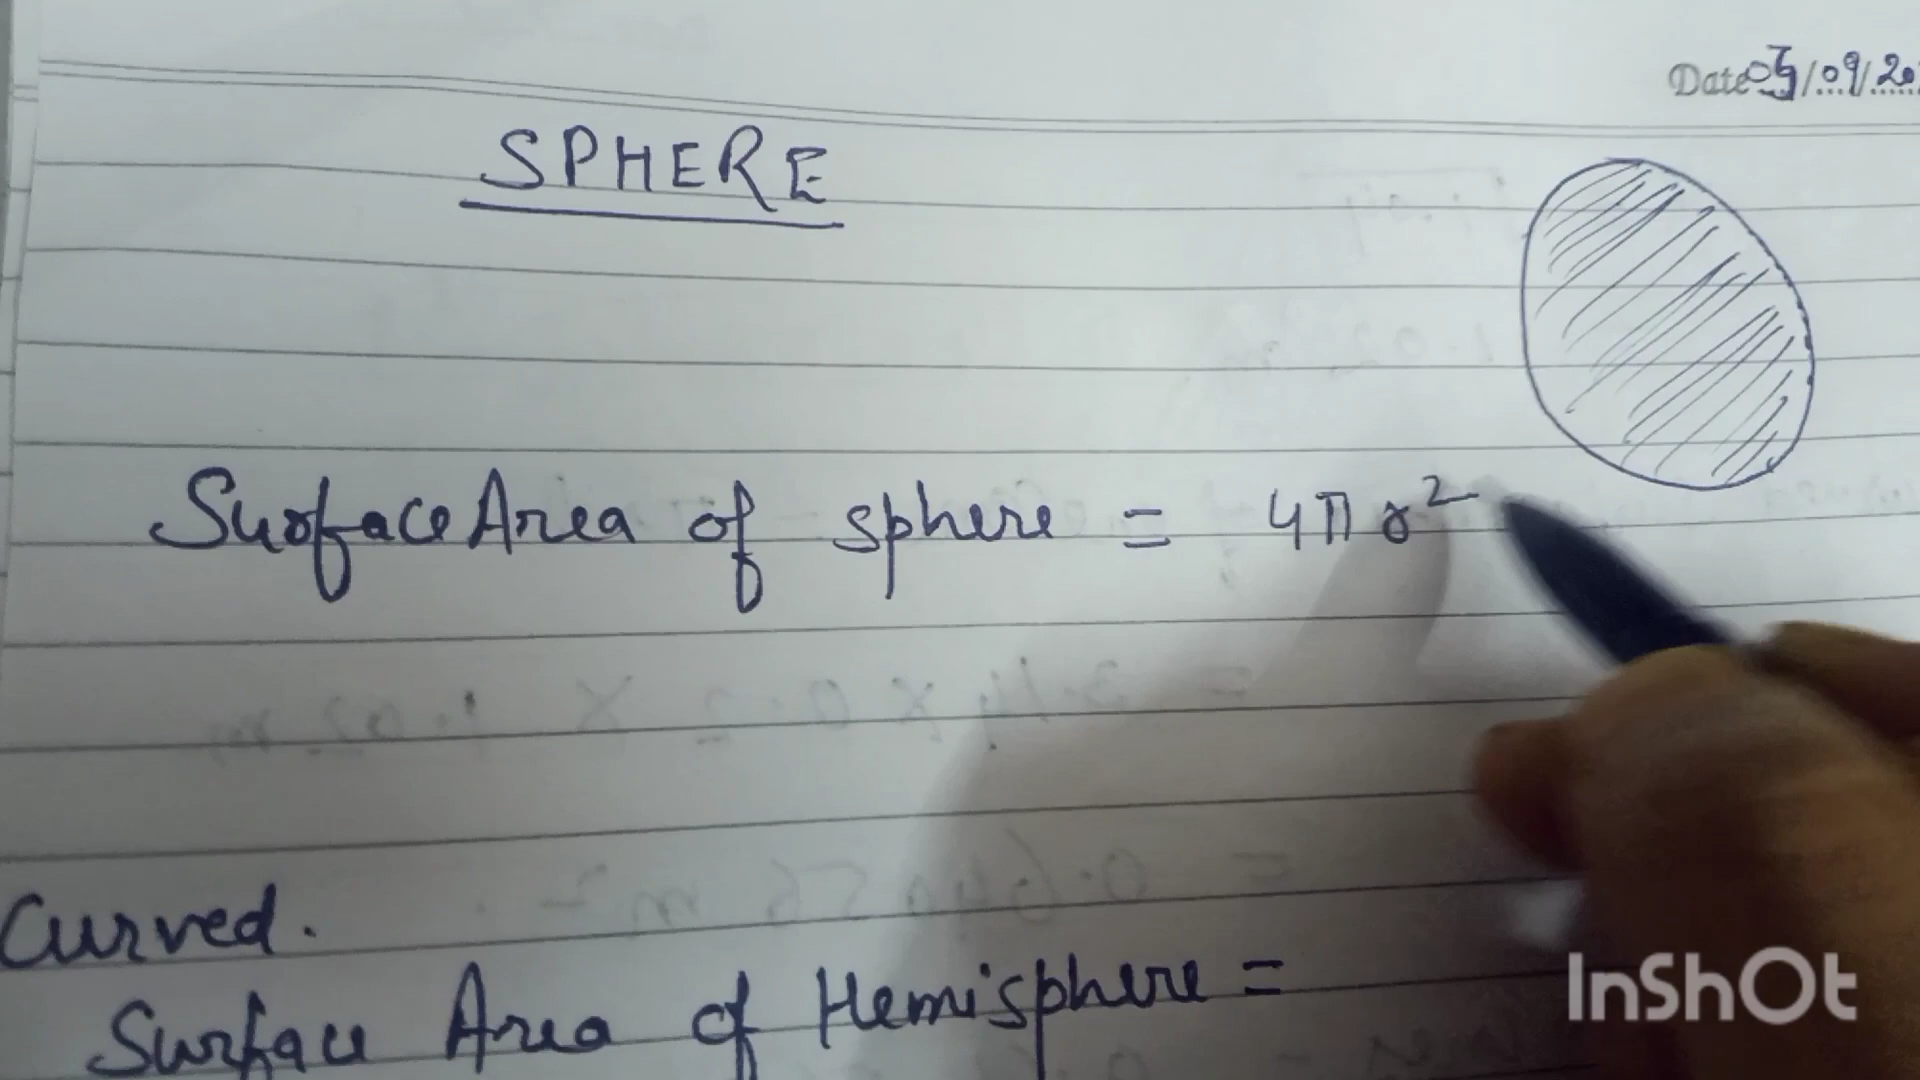 Date 05/09/20
SPHERE
Surface Area of sphere = 4πr²
Curved.
Surface Area of Hemisphere =
InShOt